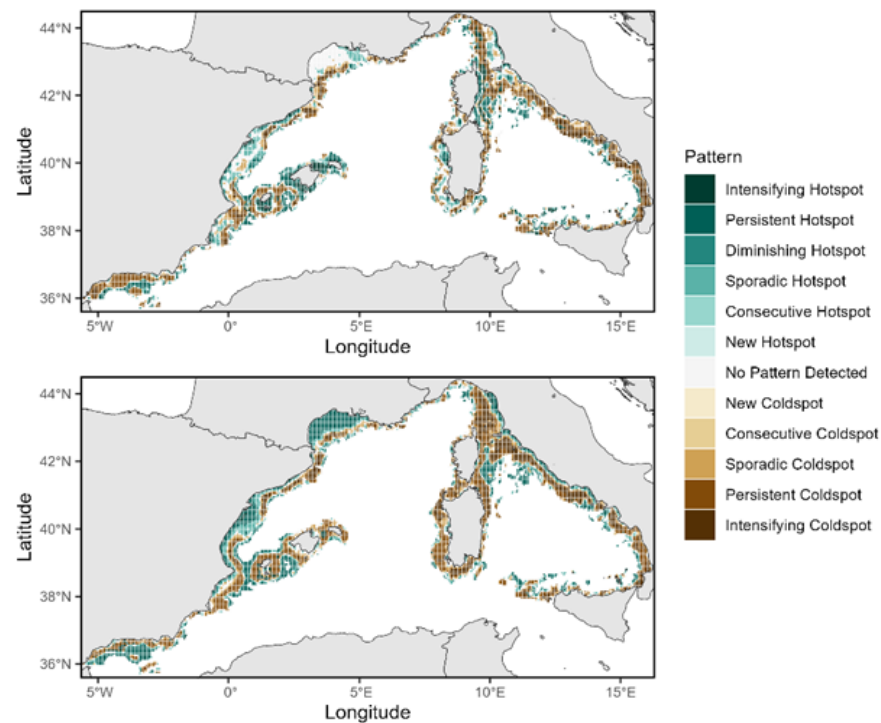 44°N
42°N
40°N
38°N
36°N
Latitude
5°W
0°
5°E
10°E
15°E
Longitude
Pattern
Intensifying Hotspot
Persistent Hotspot
Diminishing Hotspot
Sporadic Hotspot
Consecutive Hotspot
New Hotspot
No Pattern Detected
New Coldspot
Consecutive Coldspot
Sporadic Coldspot
Persistent Coldspot
Intensifying Coldspot
44°N
42°N
40°N
38°N
36°N
Latitude
5°W
0°
5°E
10°E
15°E
Longitude